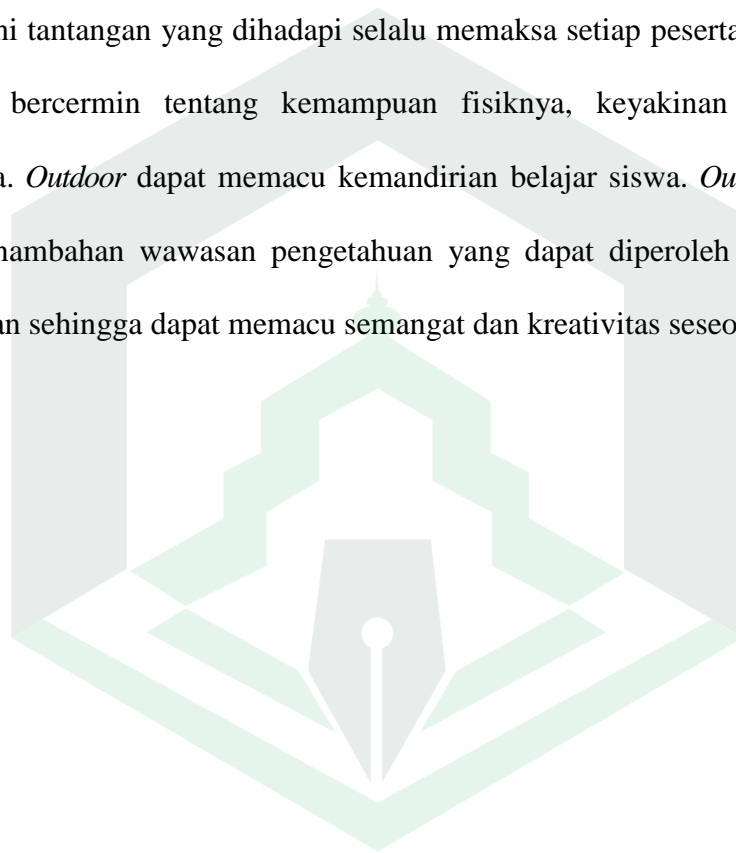 ni tantangan yang dihadapi selalu memaksa setiap peserta
bercermin tentang kemampuan fisiknya, keyakinan
a. Outdoor dapat memacu kemandirian belajar siswa. Ou
nambahan wawasan pengetahuan yang dapat diperoleh
an sehingga dapat memacu semangat dan kreativitas seseo